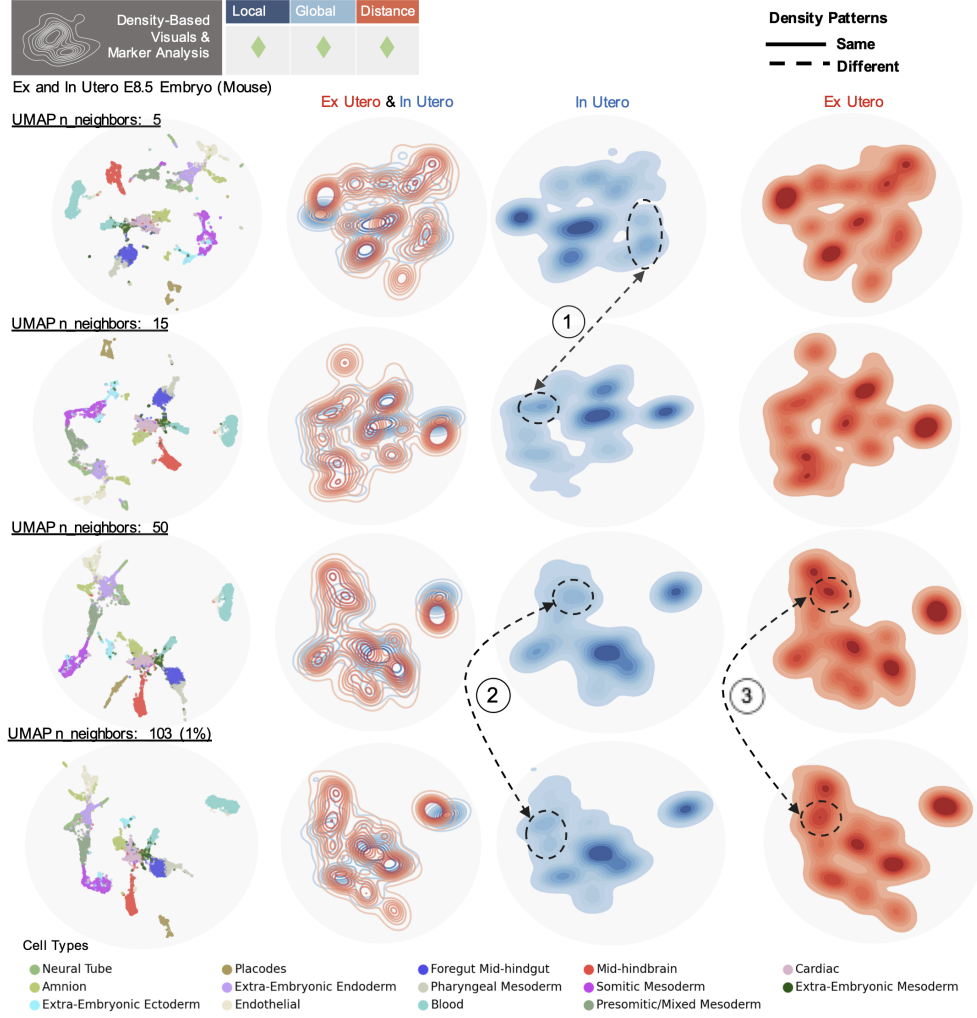 Density-Based
Visuals &
Marker Analysis
Local Global Distance
Density Patterns
Same
Different
Ex and In Utero E8.5 Embryo (Mouse)
Ex Utero & In Utero
In Utero
Ex Utero
UMAP n_neighbors: 5
1
UMAP n_neighbors: 15
UMAP n_neighbors: 50
2
3
UMAP n_neighbors: 103 (1%)
Cell Types
Neural Tube Placodes Foregut Mid-hindgut Mid-hindbrain Cardiac
Amnion Extra-Embryonic Endoderm Pharyngeal Mesoderm Somitic Mesoderm Extra-Embryonic Mesoderm
Extra-Embryonic Ectoderm Endothelial Blood Presomitic/Mixed Mesoderm